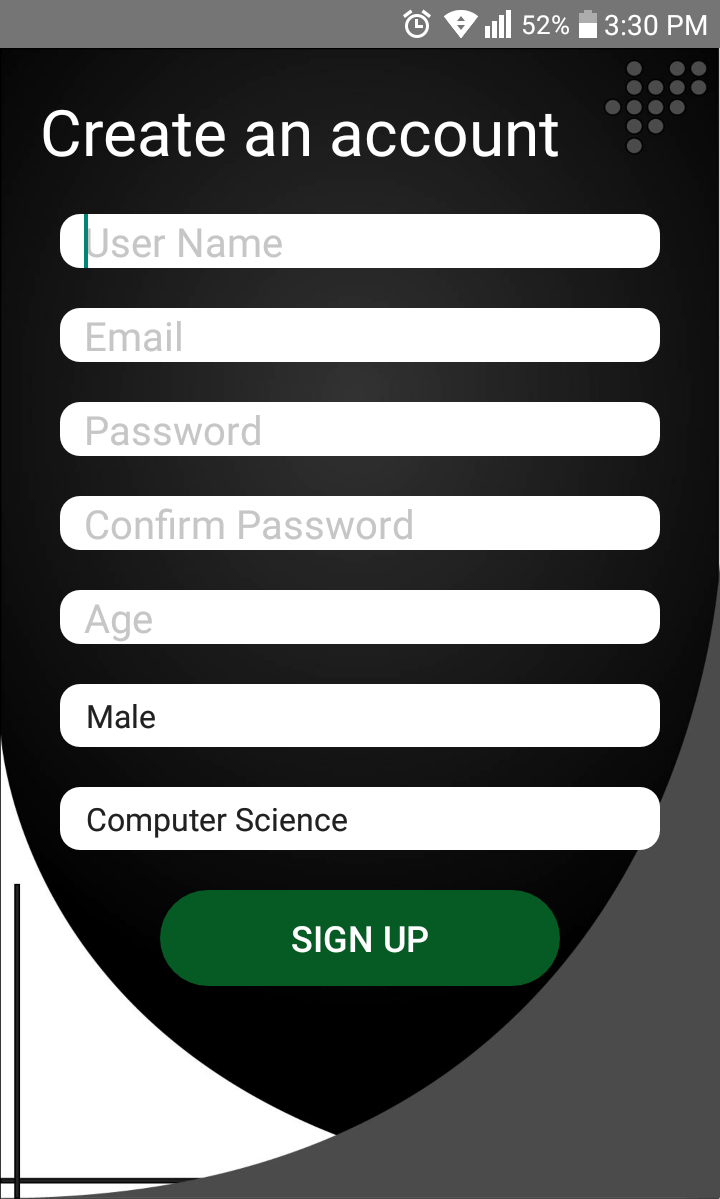 52% 3:30 PM
Create an account
User Name
Email
Password
Confirm Password
Age
Male
Computer Science
SIGN UP